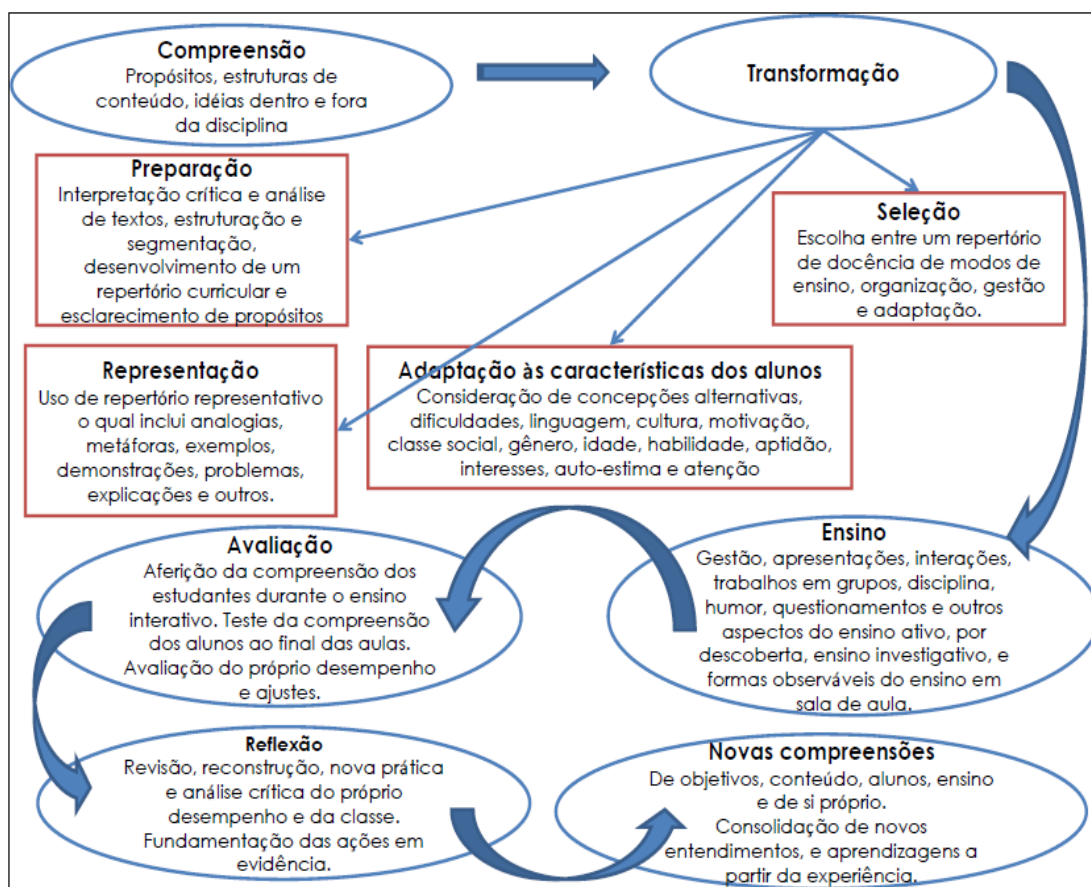 Compreensão
Propósitos, estruturas de
conteúdo, idéias dentro e fora
da disciplina
Transformação
Preparação
Interpretação crítica e análise
de textos, estruturação e
segmentação,
desenvolvimento de um
repertório curricular e
esclarecimento de propósitos
Seleção
Escolha entre um repertório
de docência de modos de
ensino, organização, gestão
e adaptação.
Representação
Uso de repertório representativo
o qual inclui analogias,
metáforas, exemplos,
demonstrações, problemas,
explicações e outros.
Adaptação às características dos alunos
Consideração de concepções alternativas,
dificuldades, linguagem, cultura, motivação,
classe social, gênero, idade, habilidade, aptidão,
interesses, auto-estima e atenção
Ensino
Gestão, apresentações, interações,
trabalhos em grupos, disciplina,
humor, questionamentos e outros
aspectos do ensino ativo, por
descoberta, ensino investigativo, e
formas observáveis do ensino em
sala de aula.
Avaliação
Aferição da compreensão dos
estudantes durante o ensino
interativo. Teste da compreensão
dos alunos ao final das aulas.
Avaliação do próprio desempenho
e ajustes.
Reflexão
Revisão, reconstrução, nova prática
e análise crítica do próprio
desempenho e da classe.
Fundamentação das ações em
evidência.
Novas compreensões
De objetivos, conteúdo, alunos, ensino
e de si próprio.
Consolidação de novos
entendimentos, e aprendizagens a
partir da experiência.